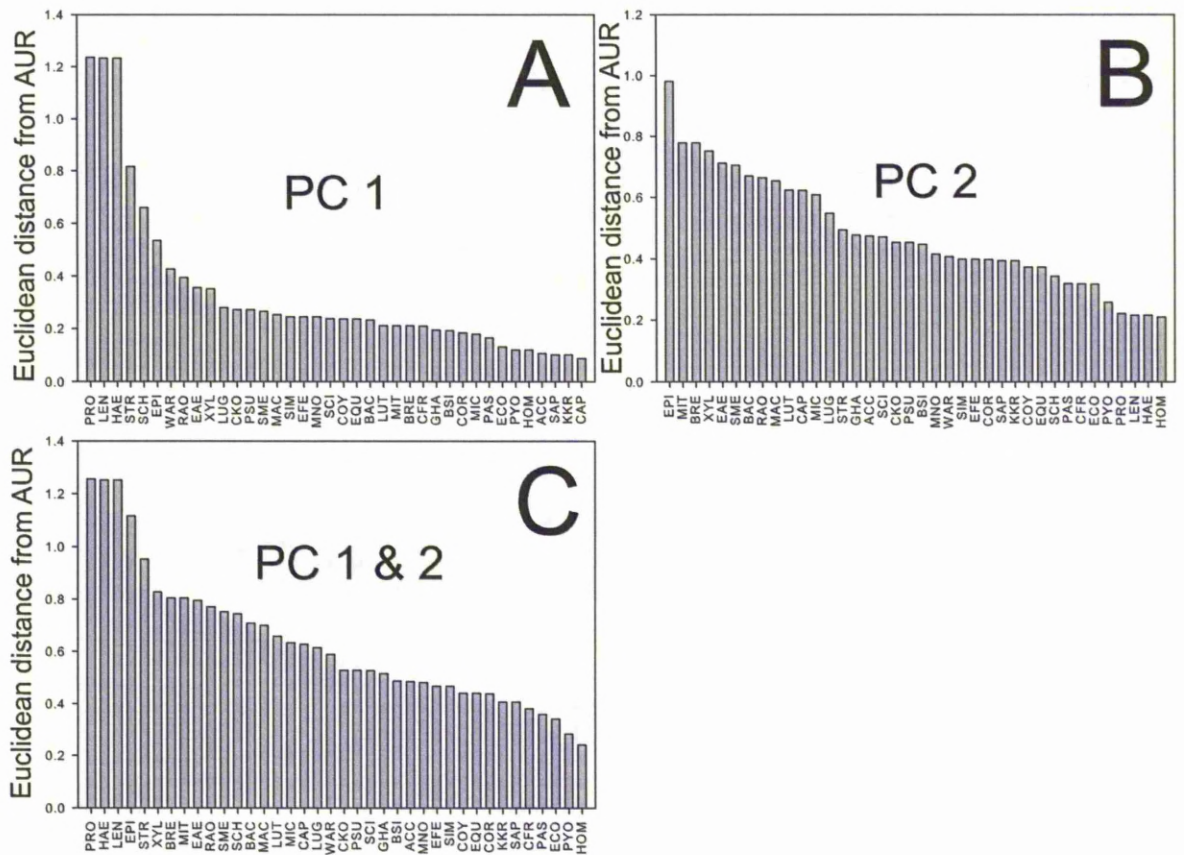 Euclidean distance from AUR
1.4
1.2
1.0
0.8
0.6
0.4
0.2
0.0
A
PC 1
PRO LEN HAE STR SCH EPI WAR RAO EAE XYL LUG CKO PSU SME MAC SIM EFE MNO SCI COY EQU BAC LUT MIT BRE CFR GHA BSI COR MIC PAS ECO PYO HOM ACC SAP KKR CAP
Euclidean distance from AUR
1.2
1.0
0.8
0.6
0.4
0.2
0.0
B
PC 2
EPI MIT BRE XYL EAE SME BAC RAO MAC LUT CAP MIC LUG STR GHA ACC SCI CKO PSU BSI MNO WAR SIM EFE COR SAP KKR COY EQU SCH PAS CFR ECO PYO PRO LEN HAE HOM
Euclidean distance from AUR
1.4
1.2
1.0
0.8
0.6
0.4
0.2
0.0
C
PC 1 & 2
PRO HAE LEN EPI STR XYL BRE MIT EAE RAO SME SCH BAC MAC LUT MIC CAP LUG WAR CKO PSU SCI GHA BSI ACC MNO EFE SIM COY EQU COR KKR SAP CFR PAS ECO PYO HOM